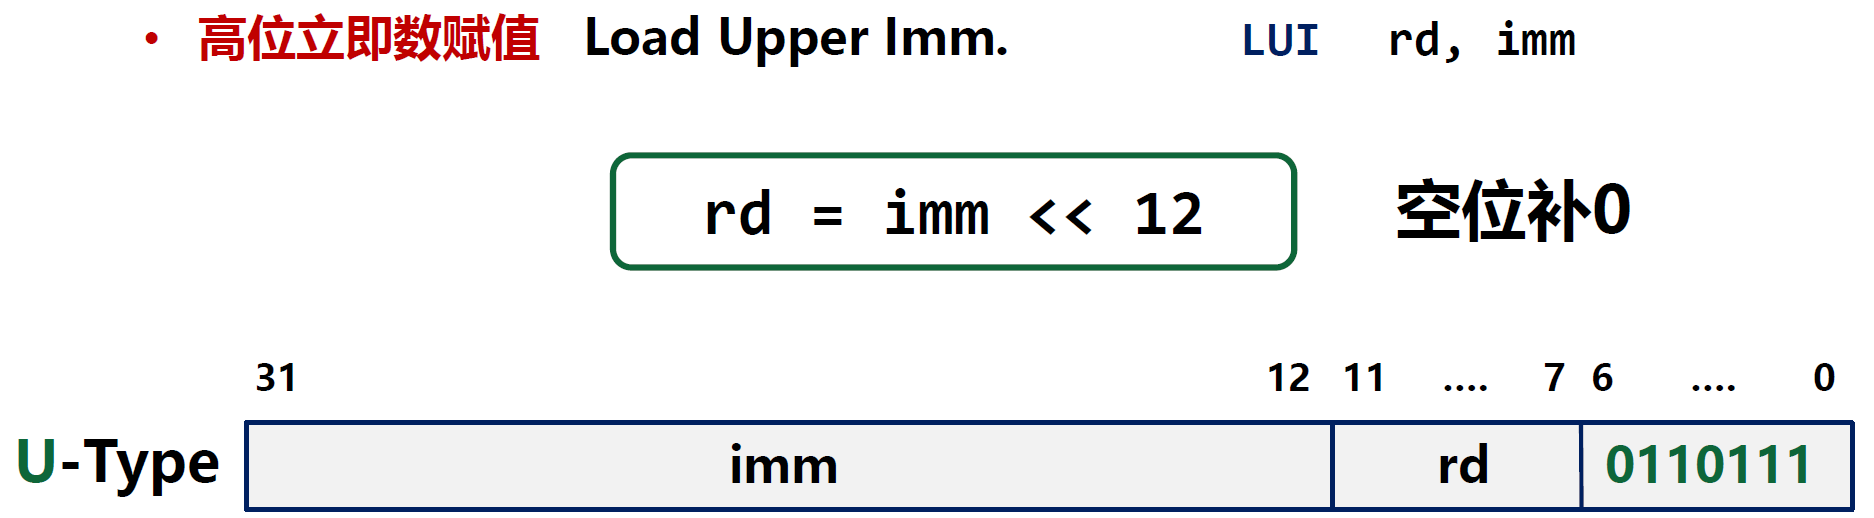 • 高位立即数赋值 Load Upper Imm. LUI rd, imm
rd = imm << 12 空位补0
31 12 11 .... 7 6 .... 0
U-Type imm rd 0110111